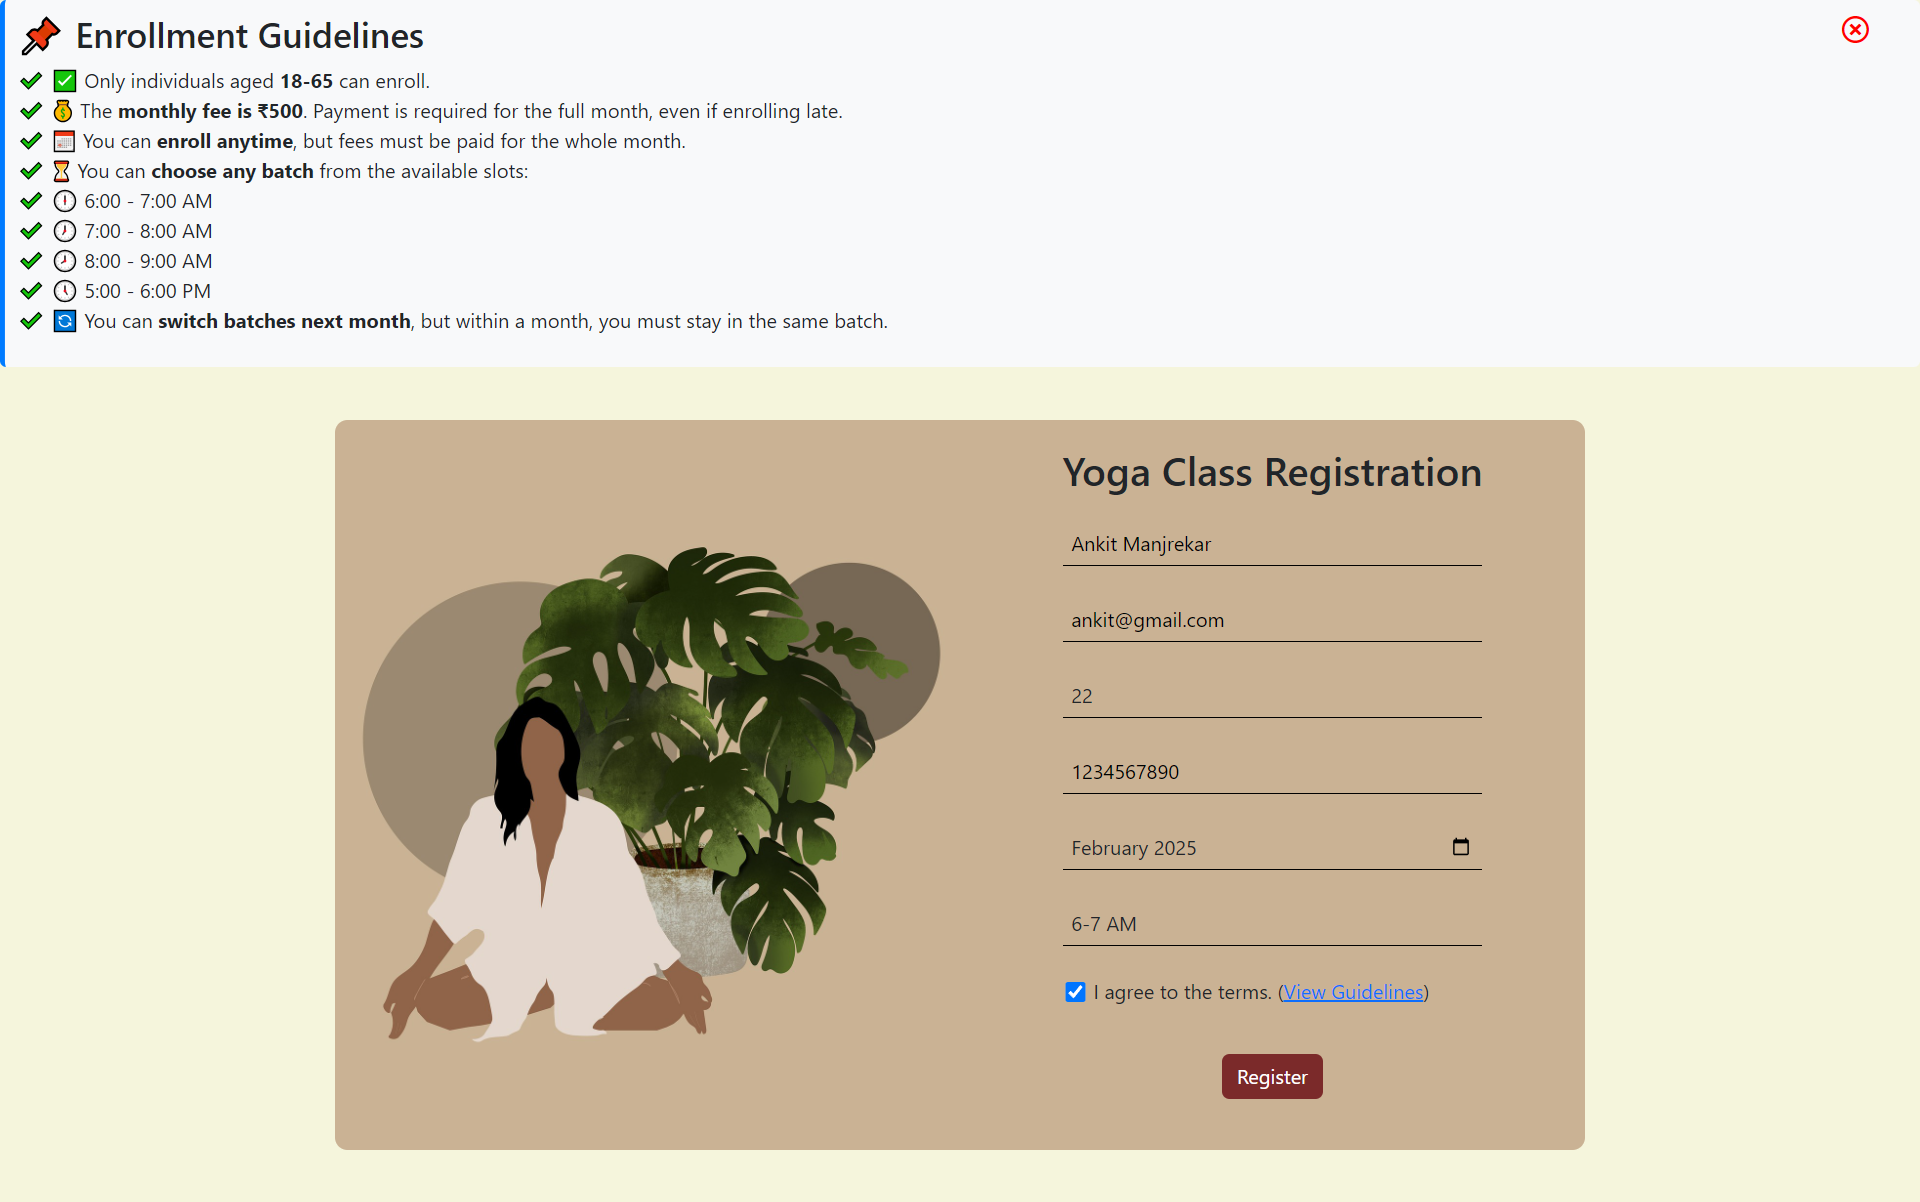 Enrollment Guidelines
Only individuals aged 18-65 can enroll.
The monthly fee is ₹500. Payment is required for the full month, even if enrolling late.
You can enroll anytime, but fees must be paid for the whole month.
You can choose any batch from the available slots:
6:00 - 7:00 AM
7:00 - 8:00 AM
8:00 - 9:00 AM
5:00 - 6:00 PM
You can switch batches next month, but within a month, you must stay in the same batch.
Yoga Class Registration
Ankit Manjrekar
ankit@gmail.com
22
1234567890
February 2025
6-7 AM
I agree to the terms. (View Guidelines)
Register